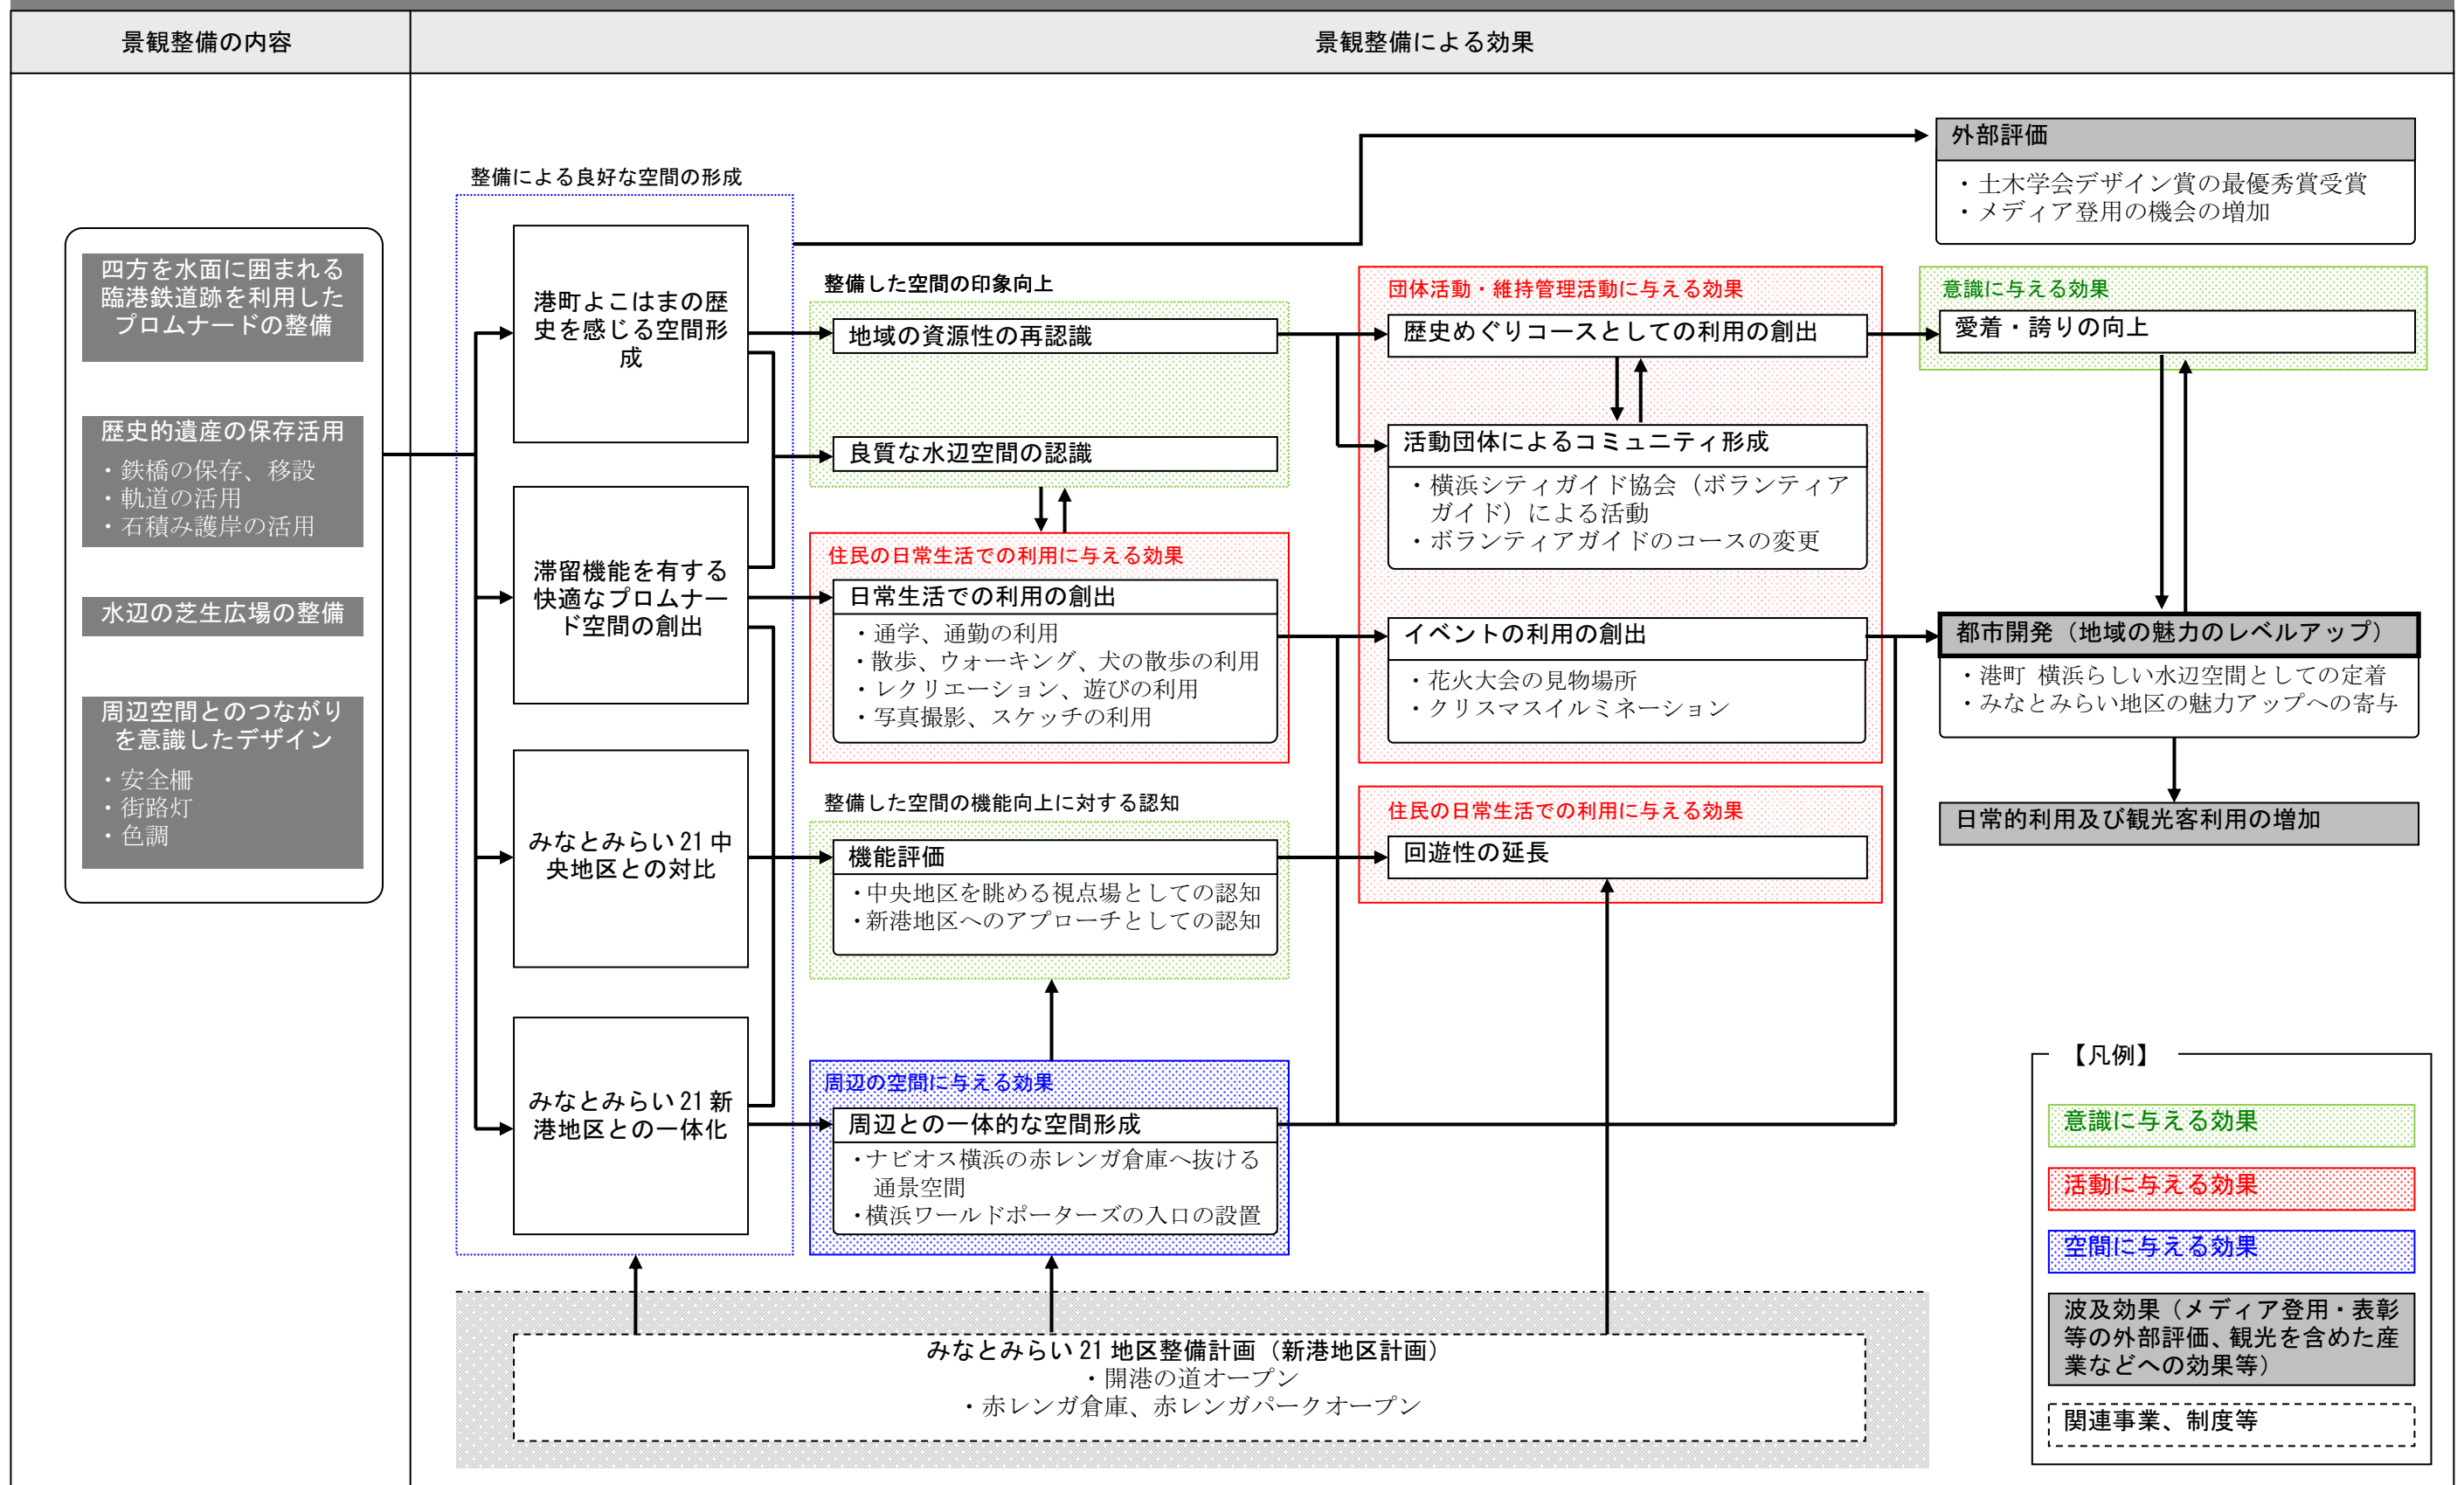 景観整備の内容
景観整備による効果
四方を水面に囲まれる
臨港鉄道跡を利用した
プロムナードの整備
歴史的遺産の保存活用
・鉄橋の保存、移設
・軌道の活用
・石積み護岸の活用
水辺の芝生広場の整備
周辺空間とのつながり
を意識したデザイン
・安全柵
・街路灯
・色調
整備による良好な空間の形成
港町よこはまの歴
史を感じる空間形
成
滞留機能を有する
快適なプロムナー
ド空間の創出
みなとみらい21中
央地区との対比
みなとみらい21新
港地区との一体化
整備した空間の印象向上
地域の資源性の再認識
良質な水辺空間の認識
住民の日常生活での利用に与える効果
日常生活での利用の創出
・通学、通勤の利用
・散歩、ウォーキング、犬の散歩の利用
・レクリエーション、遊びの利用
・写真撮影、スケッチの利用
整備した空間の機能向上に対する認知
機能評価
・中央地区を眺める視点場としての認知
・新港地区へのアプローチとしての認知
周辺の空間に与える効果
周辺との一体的な空間形成
・ナビオス横浜の赤レンガ倉庫へ抜ける
通景空間
・横浜ワールドポーターズの入口の設置
団体活動・維持管理活動に与える効果
歴史めぐりコースとしての利用の創出
活動団体によるコミュニティ形成
・横浜シティガイド協会（ボランティア
ガイド）による活動
・ボランティアガイドのコースの変更
イベントの利用の創出
・花火大会の見物場所
・クリスマスイルミネーション
住民の日常生活での利用に与える効果
回遊性の延長
外部評価
・土木学会デザイン賞の最優秀賞受賞
・メディア登用の機会の増加
意識に与える効果
愛着・誇りの向上
都市開発（地域の魅力のレベルアップ）
・港町 横浜らしい水辺空間としての定着
・みなとみらい地区の魅力アップへの寄与
日常的利用及び観光客利用の増加
みなとみらい21地区整備計画（新港地区計画）
・開港の道オープン
・赤レンガ倉庫、赤レンガパークオープン
【凡例】
意識に与える効果
活動に与える効果
空間に与える効果
波及効果（メディア登用・表彰
等の外部評価、観光を含めた産
業などへの効果等）
関連事業、制度等